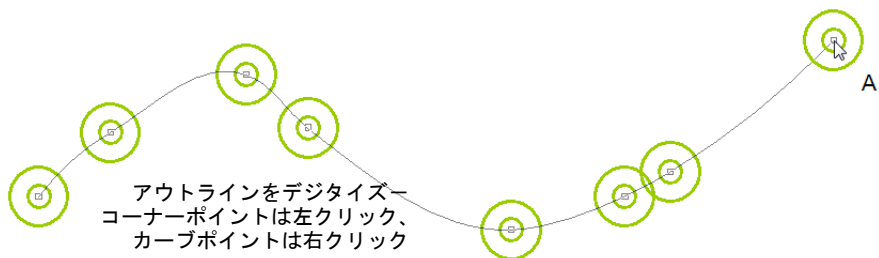 A
アウトラインをデジタイズー
コーナーポイントは左クリック、
カーブポイントは右クリック